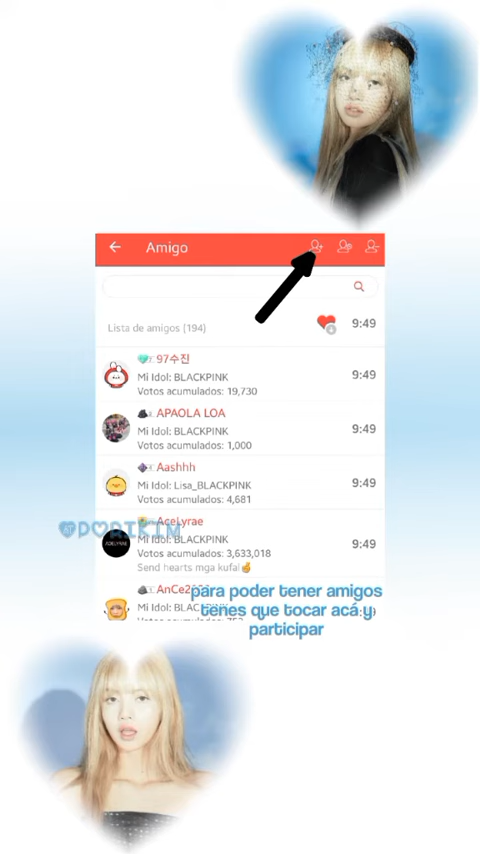 Amigo
Lista de amigos (194)
9:49
97수진
Mi Idol: BLACKPINK
Votos acumulados: 19,730
9:49
APAOLA LOA
Mi Idol: BLACKPINK
Votos acumulados: 1,000
9:49
Aashhh
Mi Idol: Lisa_BLACKPINK
Votos acumulados: 4,681
9:49
AceLyrae
Mi Idol: BLACKPINK
Votos acumulados: 3,633,018
Send hearts mga kufal
9:49
ACELYRAE
Mi Idol:
para poder tener amigos
tenes que tocar acá y
participar